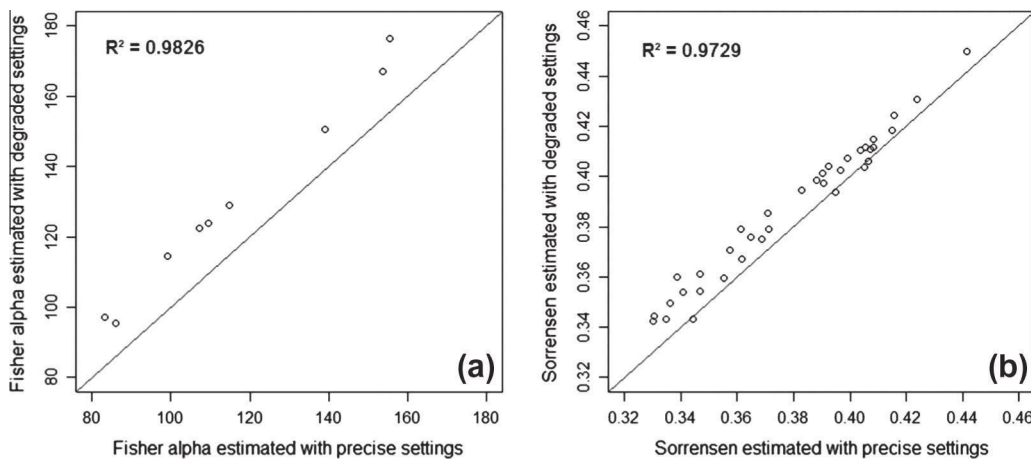 R² = 0.9826
Fisher alpha estimated with degraded settings
180
160
140
120
100
80
80 100 120 140 160 180
Fisher alpha estimated with precise settings
(a)
R² = 0.9729
Sorrensen estimated with degraded settings
0.46
0.44
0.42
0.40
0.38
0.36
0.34
0.32
0.32 0.34 0.36 0.38 0.40 0.42 0.44 0.46
Sorrensen estimated with precise settings
(b)